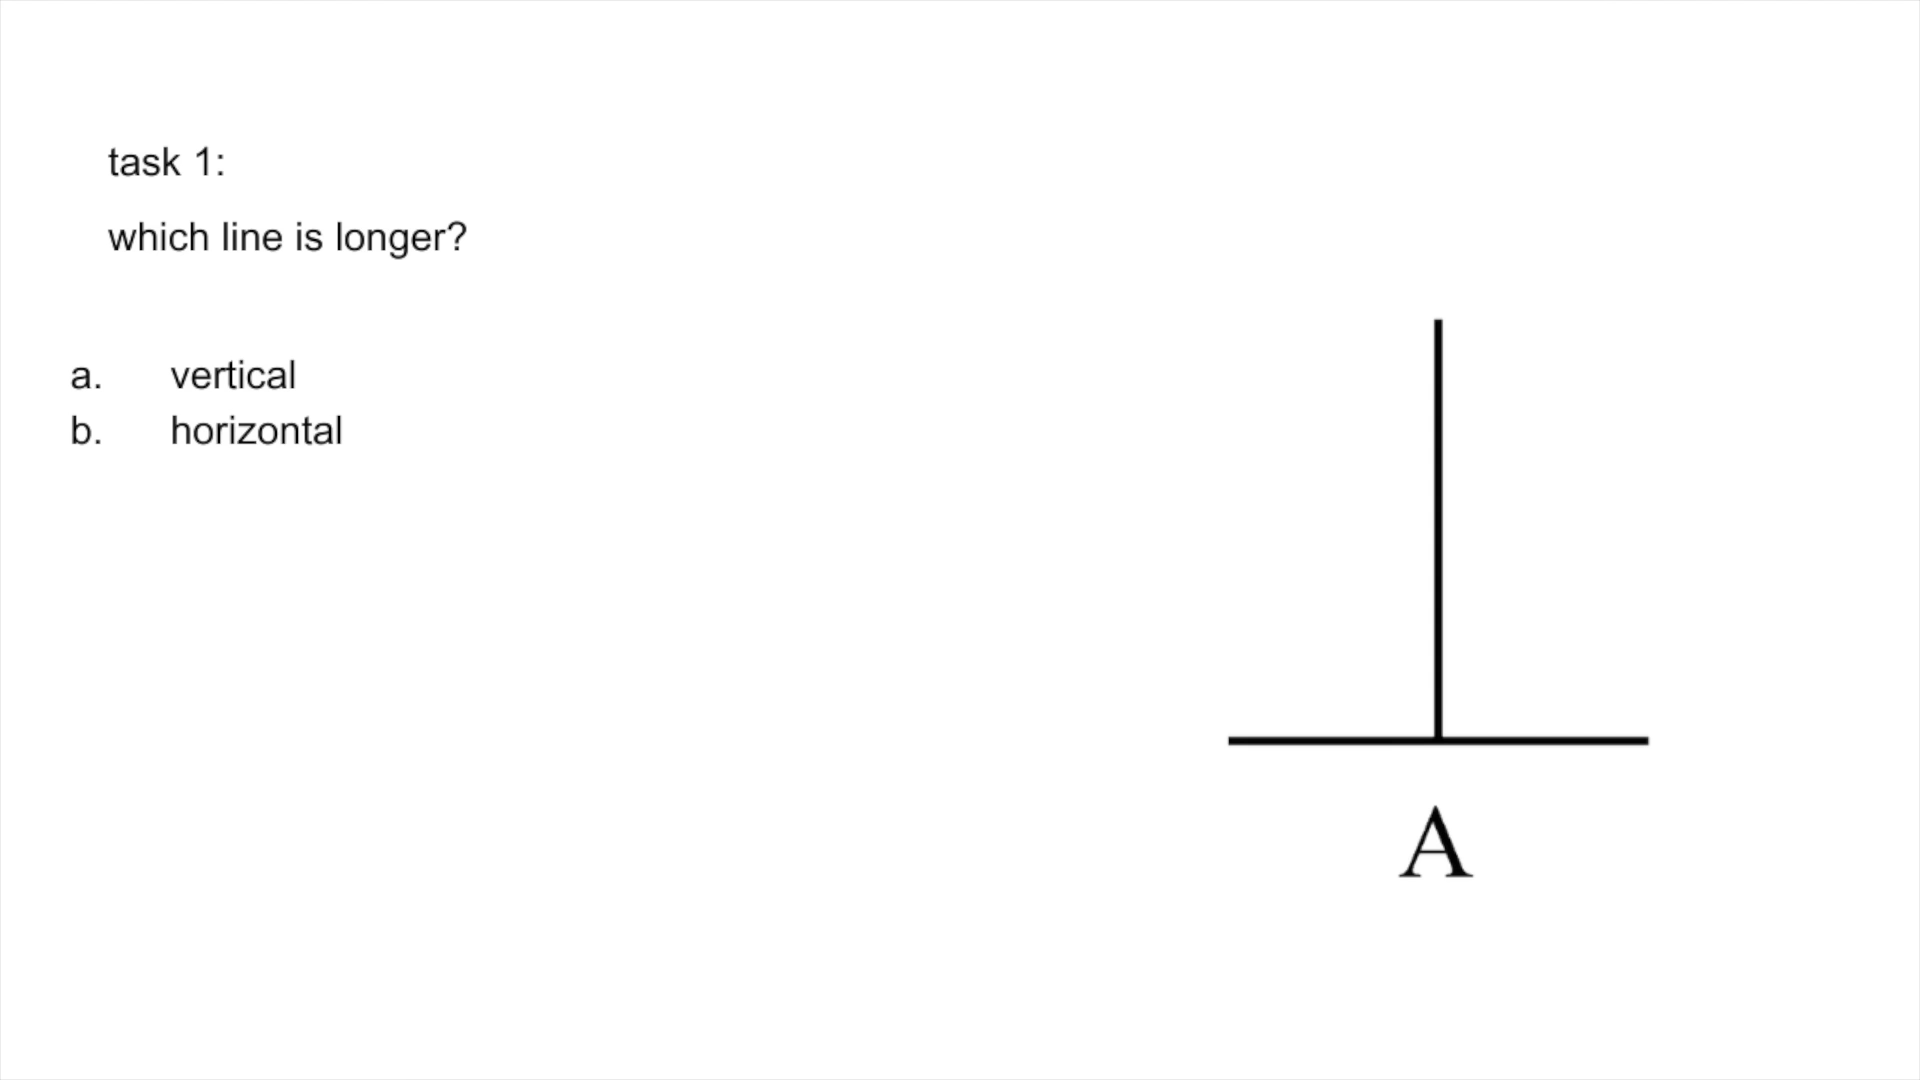 task 1:
which line is longer?
a. vertical
b. horizontal
A